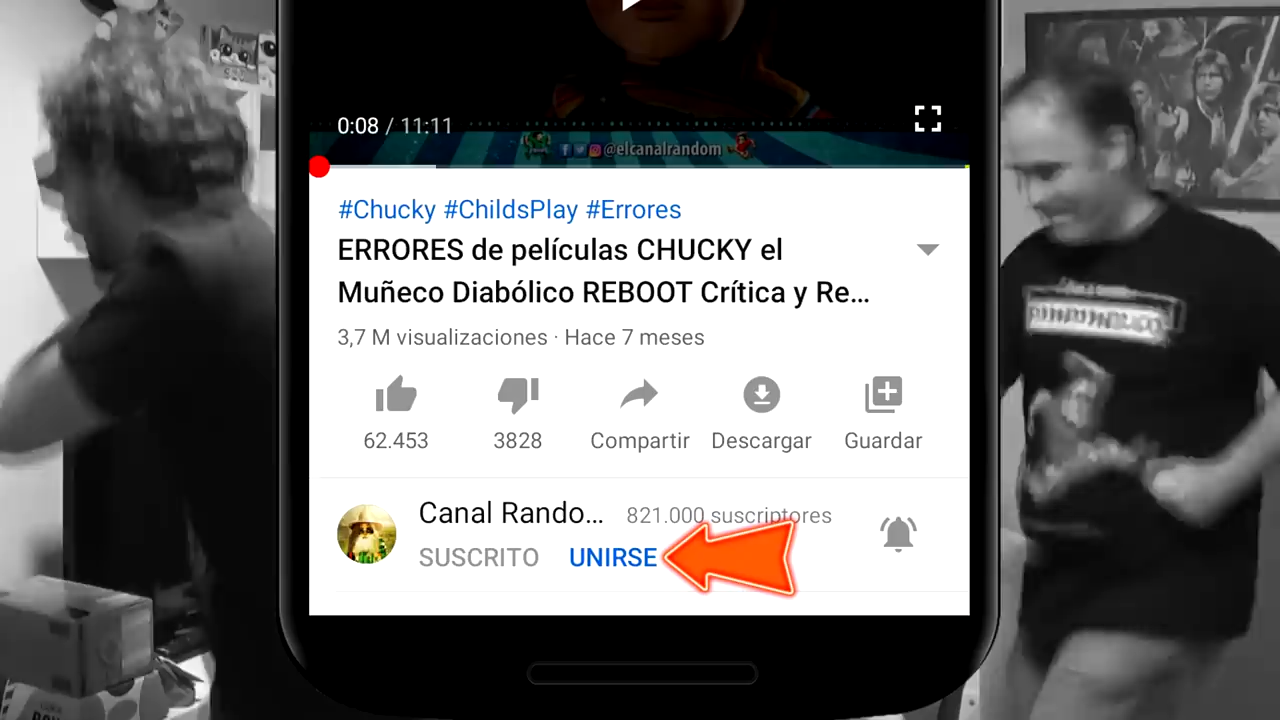 0:08 / 11:11
@elcanalrandom
#Chucky #ChildsPlay #Errores
ERRORES de películas CHUCKY el
Muñeco Diabólico REBOOT Crítica y Re...
3,7 M visualizaciones · Hace 7 meses
62.453
3828
Compartir
Descargar
Guardar
Canal Rando... 821.000 suscriptores
SUSCRITO UNIRSE